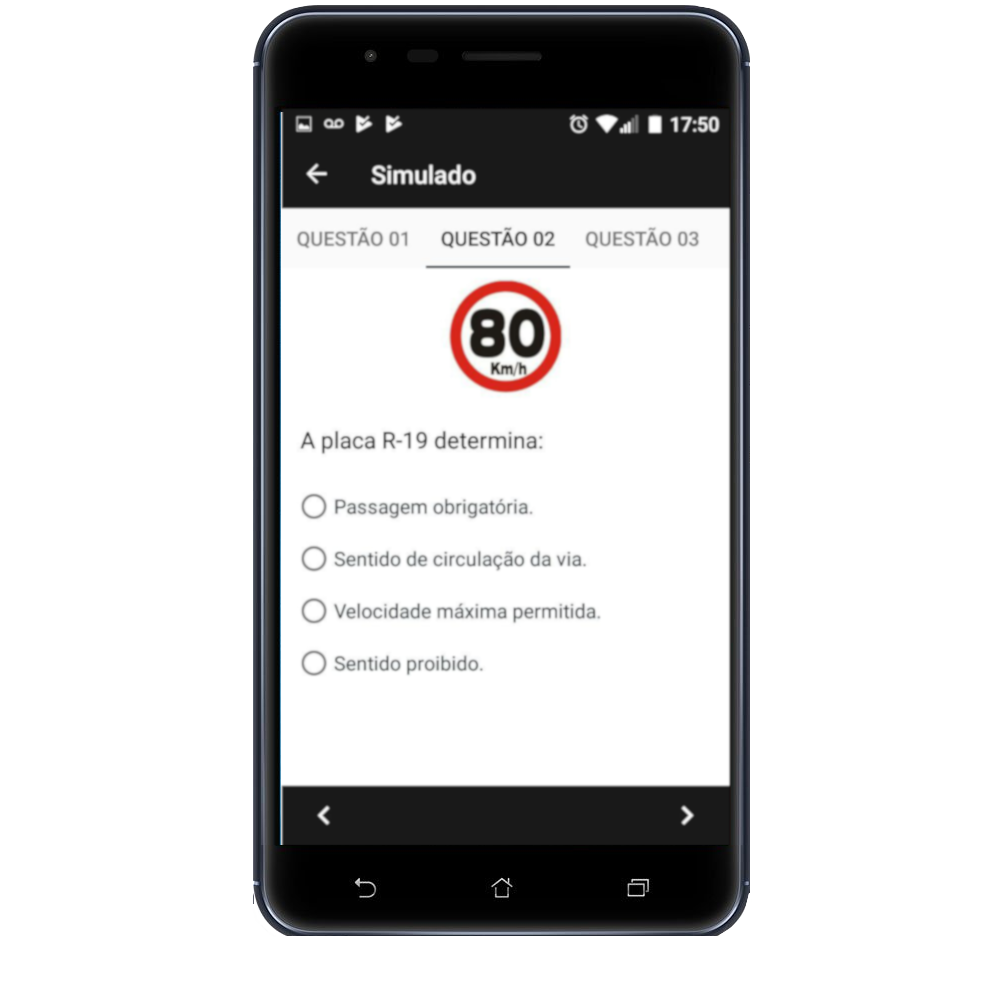 17:50
Simulado
QUESTÃO 01 QUESTÃO 02 QUESTÃO 03
80
Km/h
A placa R-19 determina:
Passagem obrigatória.
Sentido de circulação da via.
Velocidade máxima permitida.
Sentido proibido.